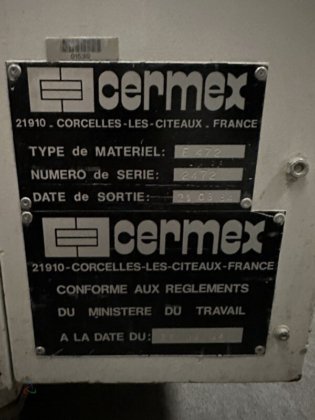 cermex
21910 - CORCELLES-LES-CITEAUX - FRANCE
TYPE de MATERIEL:
NUMERO de SERIE: 2472
DATE de SORTIE:
cermex
21910-CORCELLES-LES-CITEAUX-FRANCE
CONFORME AUX REGLEMENTS
DU MINISTERE DU TRAVAIL
A LA DATE DU: